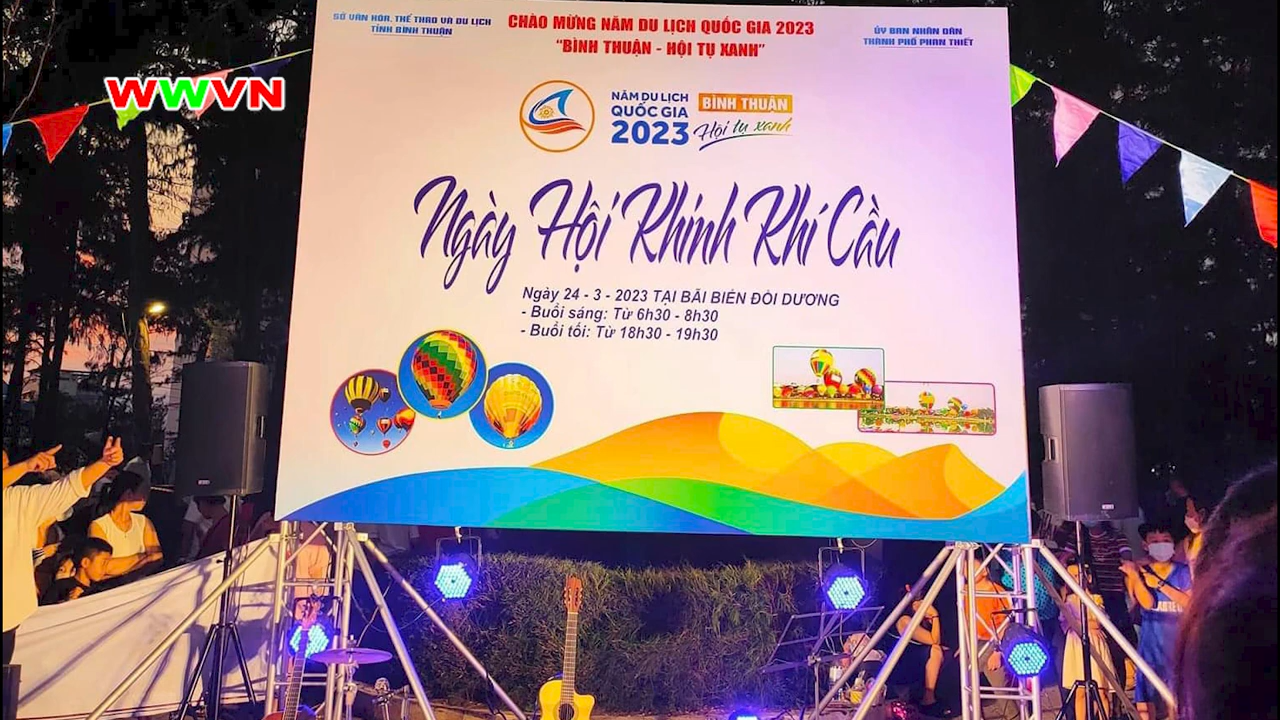 SỞ VĂN HÓA, THỂ THAO VÀ DU LỊCH
TỈNH BÌNH THUẬN
CHÀO MỪNG NĂM DU LỊCH QUỐC GIA 2023
“BÌNH THUẬN - HỘI TỤ XANH”
ỦY BAN NHÂN DÂN
THÀNH PHỐ PHAN THIẾT
WWVN
NĂM DU LỊCH
QUỐC GIA
2023
BÌNH THUẬN
Hội tụ xanh
Ngày Hội Khinh Khí Cầu
Ngày 24 - 3 - 2023 TẠI BÃI BIỂN ĐỒI DƯƠNG
- Buổi sáng: Từ 6h30 - 8h30
- Buổi tối: Từ 18h30 - 19h30